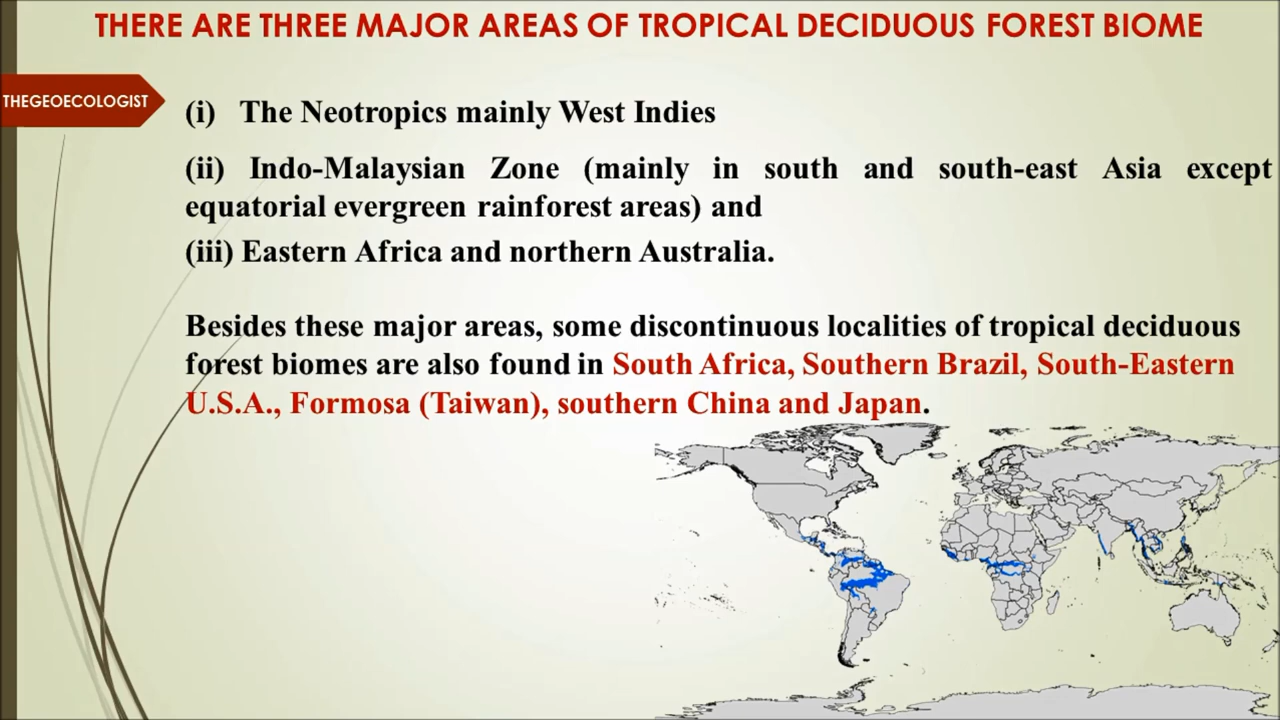 THERE ARE THREE MAJOR AREAS OF TROPICAL DECIDUOUS FOREST BIOME
THEGEOECOLOGIST
(i) The Neotropics mainly West Indies
(ii) Indo-Malaysian Zone (mainly in south and south-east Asia except
equatorial evergreen rainforest areas) and
(iii) Eastern Africa and northern Australia.
Besides these major areas, some discontinuous localities of tropical deciduous
forest biomes are also found in South Africa, Southern Brazil, South-Eastern
U.S.A., Formosa (Taiwan), southern China and Japan.